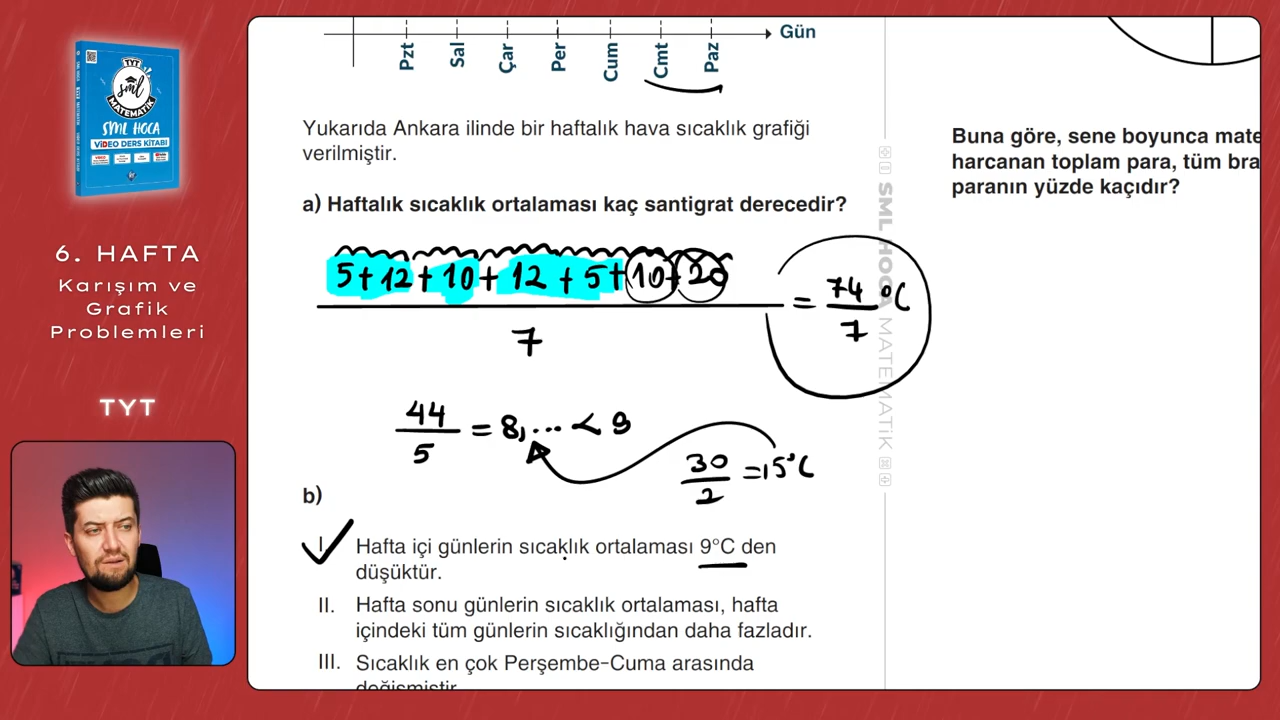 TYT
sml
MATEMATİK
SML HOCA
VİDEO DERS KİTABI
6. HAFTA
Karışım ve
Grafik
Problemleri
TYT
Pzt Sal Çar Per Cum Cmt Paz Gün
Yukarıda Ankara ilinde bir haftalık hava sıcaklık grafiği
verilmiştir.
a) Haftalık sıcaklık ortalaması kaç santigrat derecedir?
5+12+10+12+5+10+20
7
= 74/7 °C
44/5 = 8,... < 9
30/2 = 15°C
b)
I Hafta içi günlerin sıcaklık ortalaması 9°C den
düşüktür.
II. Hafta sonu günlerin sıcaklık ortalaması, hafta
içindeki tüm günlerin sıcaklığından daha fazladır.
III. Sıcaklık en çok Perşembe-Cuma arasında
değişmiştir
SML HOCA MATEMATİK
Buna göre, sene boyunca mate
harcanan toplam para, tüm bra
paranın yüzde kaçıdır?